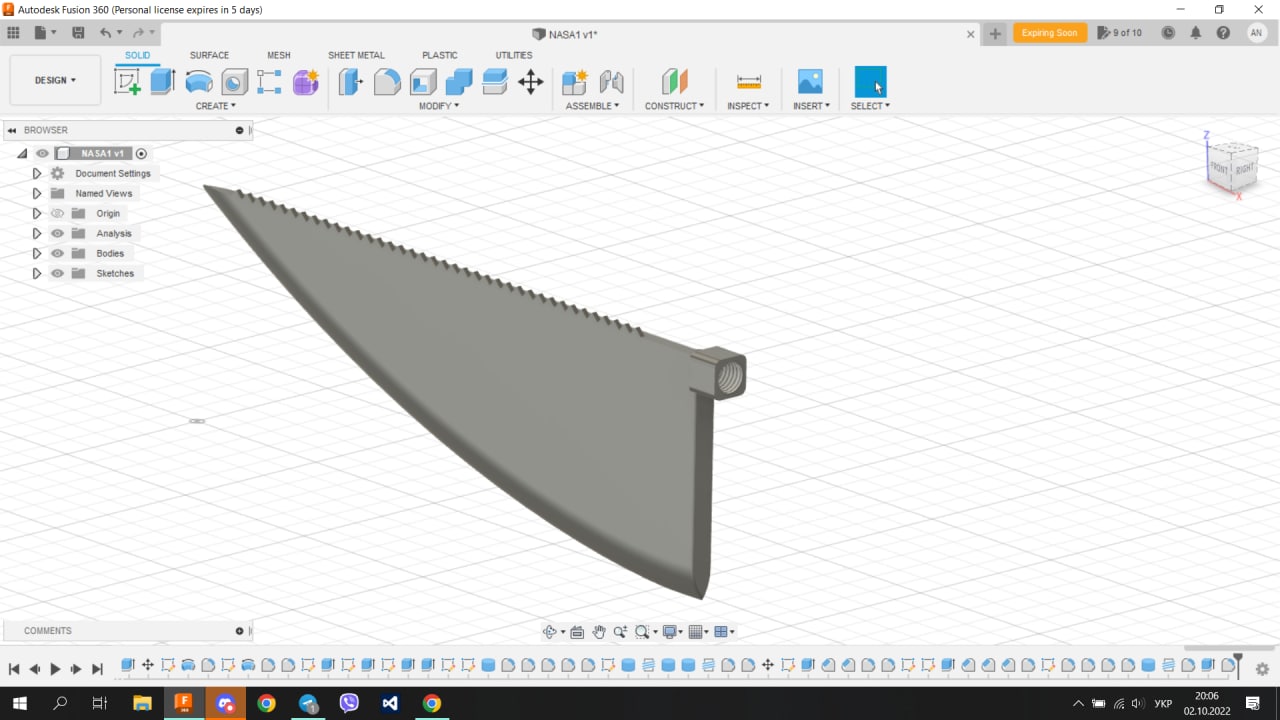 Autodesk Fusion 360 (Personal license expires in 5 days)
NASA1 v1*
Expiring Soon
9 of 10
AN
DESIGN
SOLID SURFACE MESH SHEET METAL PLASTIC UTILITIES
CREATE MODIFY ASSEMBLE CONSTRUCT INSPECT INSERT SELECT
BROWSER
NASA1 v1
Document Settings
Named Views
Origin
Analysis
Bodies
Sketches
Z
FRONT RIGHT
X
COMMENTS
1
УКР
20:06
02.10.2022